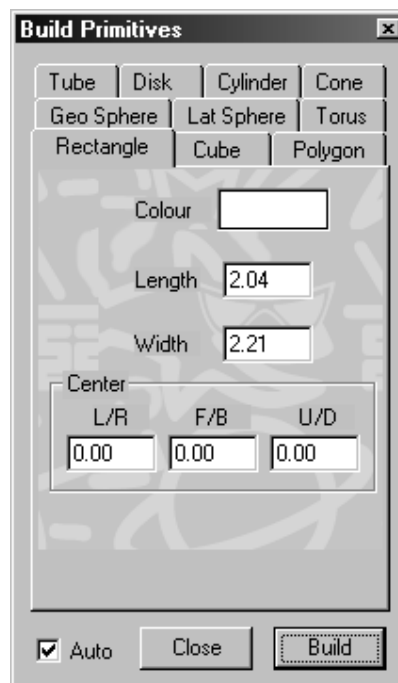 Build Primitives
Tube Disk Cylinder Cone
Geo Sphere Lat Sphere Torus
Rectangle Cube Polygon
Colour
Length 2.04
Width 2.21
Center
L/R F/B U/D
0.00 0.00 0.00
Auto Close Build